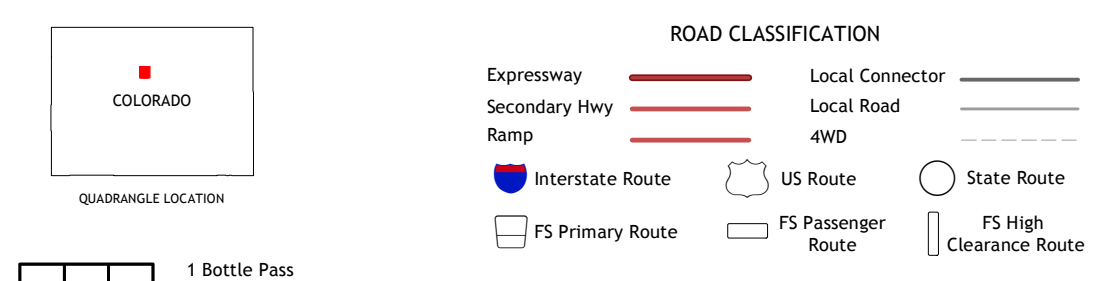 COLORADO
QUADRANGLE LOCATION
1 Bottle Pass
ROAD CLASSIFICATION
Expressway
Local Connector
Secondary Hwy
Local Road
Ramp
4WD
Interstate Route
US Route
State Route
FS Primary Route
FS Passenger
Route
FS High
Clearance Route